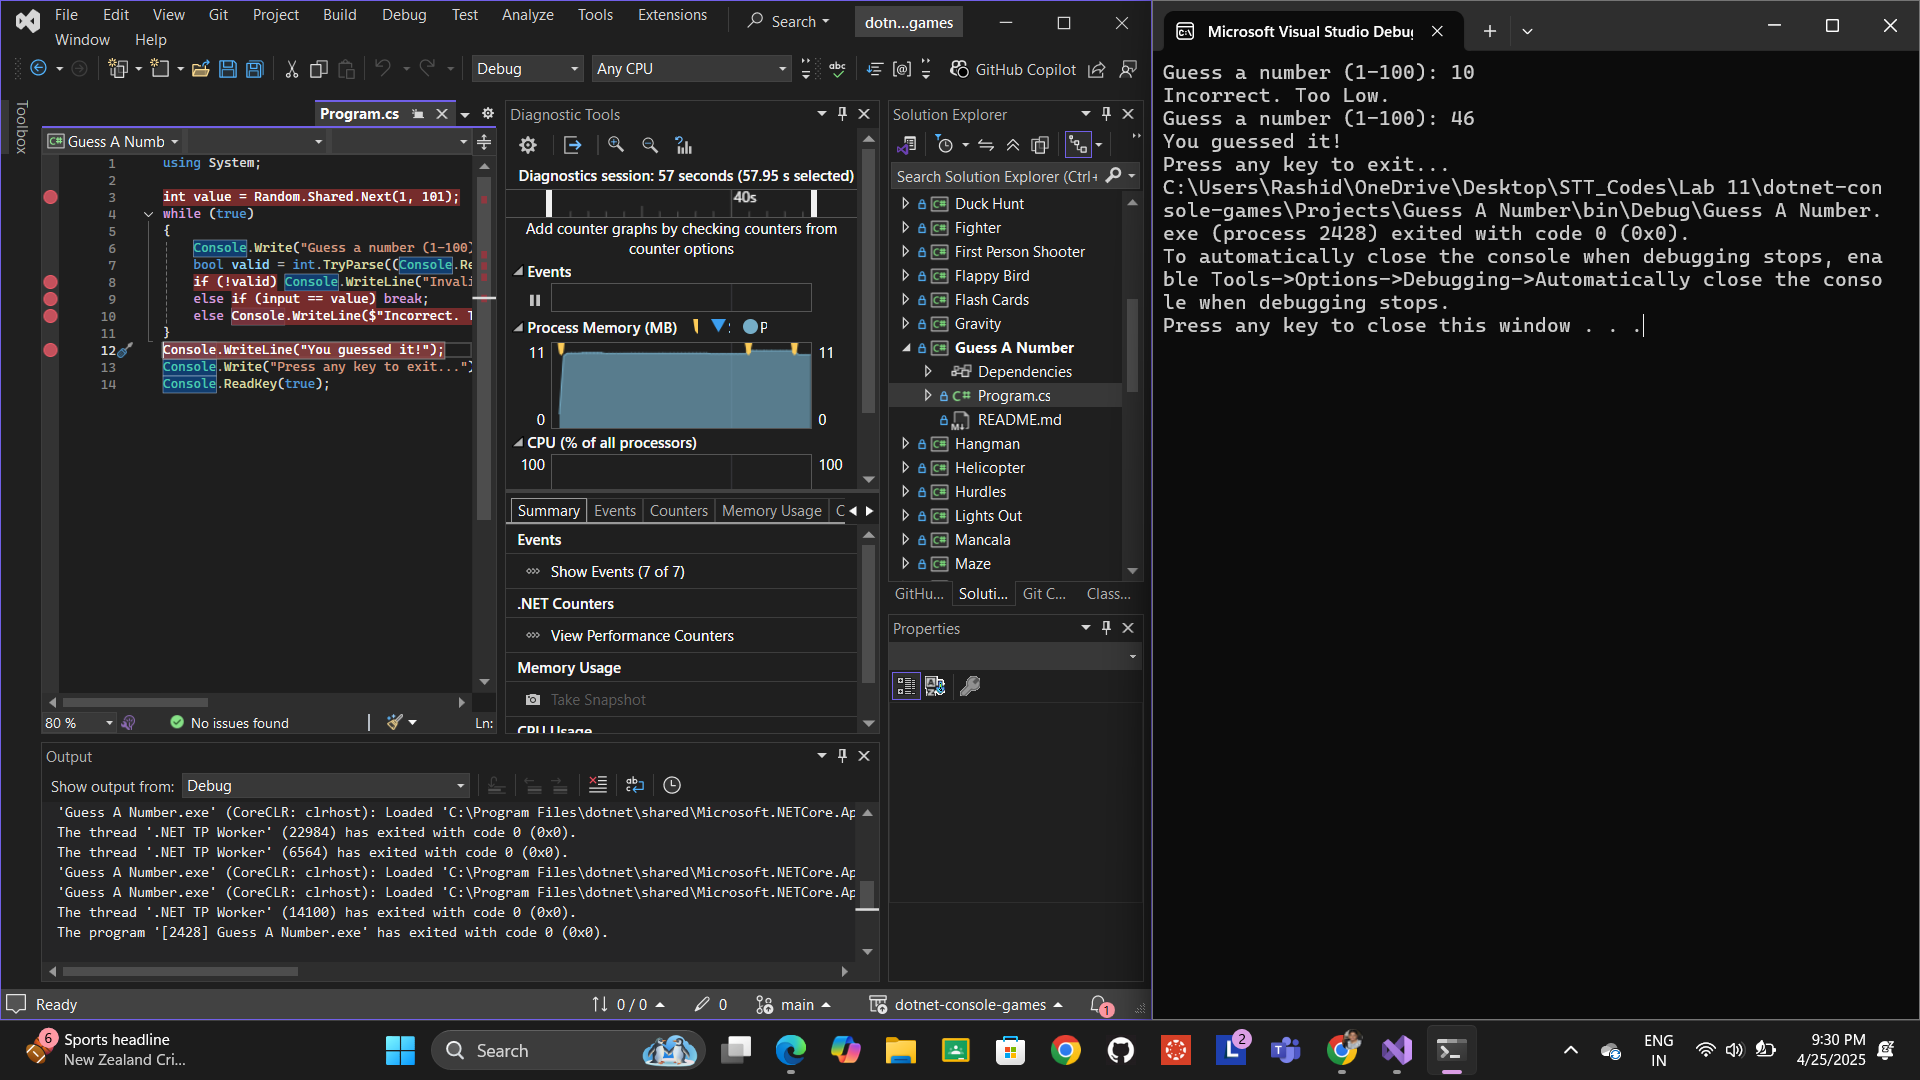 File Edit View Git Project Build Debug Test Analyze Tools Extensions Search dotn...games
Window Help
Debug Any CPU GitHub Copilot
Toolbox
Program.cs
Guess A Numb
1 using System;
2
3 int value = Random.Shared.Next(1, 101);
4 while (true)
5 {
6 Console.Write("Guess a number (1-100)
7 bool valid = int.TryParse((Console.Re
8 if (!valid) Console.WriteLine("Invali
9 else if (input == value) break;
10 else Console.WriteLine($"Incorrect. T
11 }
12 Console.WriteLine("You guessed it!");
13 Console.Write("Press any key to exit...")
14 Console.ReadKey(true);
80 % No issues found Ln:
Diagnostic Tools
Diagnostics session: 57 seconds (57.95 s selected)
40s
Add counter graphs by checking counters from
counter options
Events
Process Memory (MB)
11 11
0 0
CPU (% of all processors)
100 100
Summary Events Counters Memory Usage C
Events
Show Events (7 of 7)
.NET Counters
View Performance Counters
Memory Usage
Take Snapshot
CPU Usage
Solution Explorer
Search Solution Explorer (Ctrl+
Duck Hunt
Fighter
First Person Shooter
Flappy Bird
Flash Cards
Gravity
Guess A Number
Dependencies
C# Program.cs
README.md
Hangman
Helicopter
Hurdles
Lights Out
Mancala
Maze
GitHu... Soluti... Git C... Class...
Properties
Output
Show output from: Debug
'Guess A Number.exe' (CoreCLR: clrhost): Loaded 'C:\Program Files\dotnet\shared\Microsoft.NETCore.Ap
The thread '.NET TP Worker' (22984) has exited with code 0 (0x0).
The thread '.NET TP Worker' (6564) has exited with code 0 (0x0).
'Guess A Number.exe' (CoreCLR: clrhost): Loaded 'C:\Program Files\dotnet\shared\Microsoft.NETCore.Ap
'Guess A Number.exe' (CoreCLR: clrhost): Loaded 'C:\Program Files\dotnet\shared\Microsoft.NETCore.Ap
The thread '.NET TP Worker' (14100) has exited with code 0 (0x0).
The program '[2428] Guess A Number.exe' has exited with code 0 (0x0).
Ready 0 / 0 0 main dotnet-console-games 1
Microsoft Visual Studio Debug
Guess a number (1-100): 10
Incorrect. Too Low.
Guess a number (1-100): 46
You guessed it!
Press any key to exit...
C:\Users\Rashid\OneDrive\Desktop\STT_Codes\Lab 11\dotnet-con
sole-games\Projects\Guess A Number\bin\Debug\Guess A Number.
exe (process 2428) exited with code 0 (0x0).
To automatically close the console when debugging stops, ena
ble Tools->Options->Debugging->Automatically close the conso
le when debugging stops.
Press any key to close this window . . .
6 Sports headline
New Zealand Cri...
Search
2
ENG
IN
9:30 PM
4/25/2025